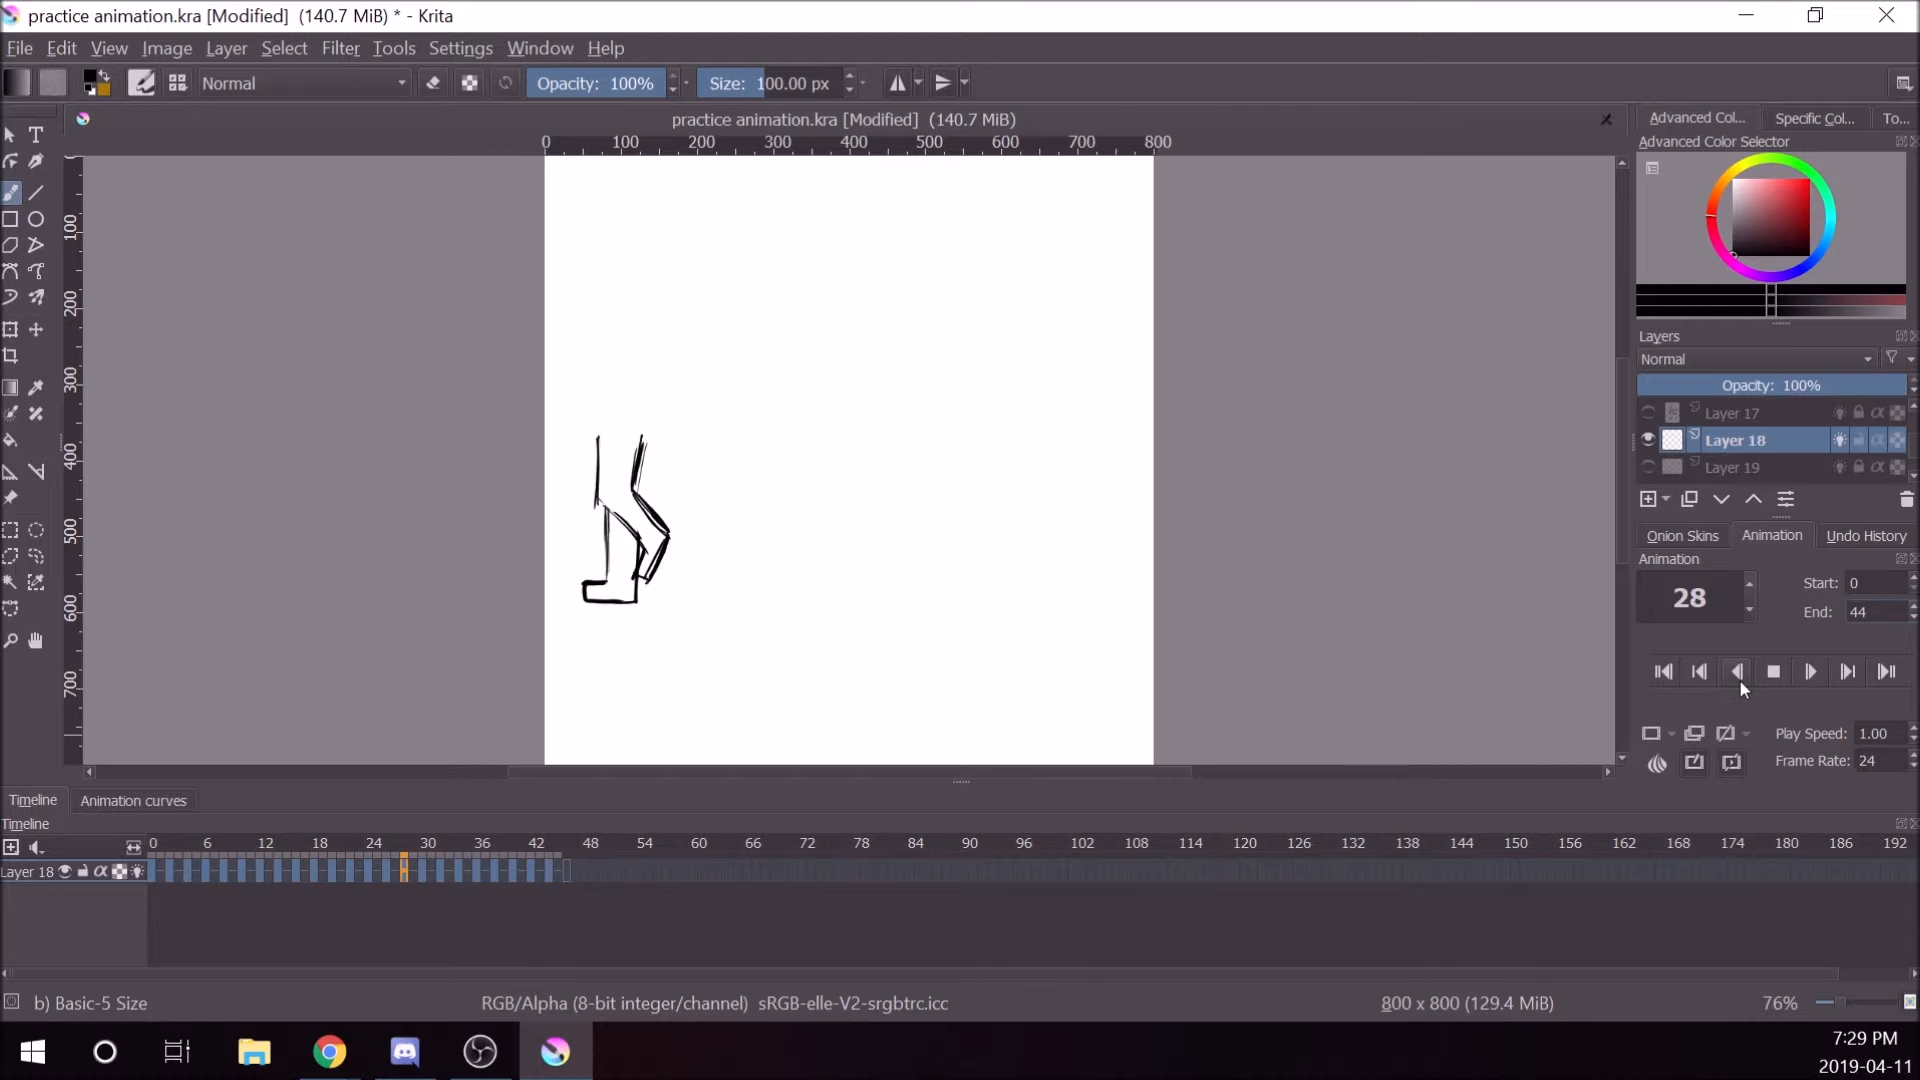 practice animation.kra [Modified]  (140.7 MiB) * - Krita
File Edit View Image Layer Select Filter Tools Settings Window Help
Normal Opacity: 100% Size: 100.00 px
practice animation.kra [Modified]  (140.7 MiB)
Advanced Col... Specific Col... To...
0 100 200 300 400 500 600 700 800
100
200
300
400
500
600
700
Advanced Color Selector
Layers
Normal
Opacity: 100%
Layer 17
Layer 18
Layer 19
Onion Skins Animation Undo History
Animation
28
Start: 0
End: 44
Play Speed: 1.00
Frame Rate: 24
Timeline Animation curves
Timeline
0 6 12 18 24 30 36 42 48 54 60 66 72 78 84 90 96 102 108 114 120 126 132 138 144 150 156 162 168 174 180 186 192
Layer 18
b) Basic-5 Size RGB/Alpha (8-bit integer/channel) sRGB-elle-V2-srgbtrc.icc 800 x 800 (129.4 MiB) 76%
7:29 PM
2019-04-11